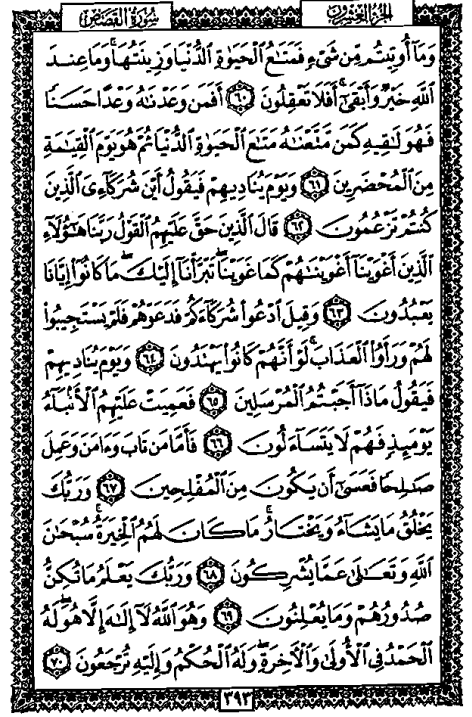 الجزء العشرون سورة القصص
وَمَآ أُوتِيتُم مِّن شَىْءٍ فَمَتَٰعُ ٱلْحَيَوٰةِ ٱلدُّنْيَا وَزِينَتُهَا ۚ وَمَا عِندَ
ٱللَّهِ خَيْرٌ وَأَبْقَىٰٓ ۚ أَفَلَا تَعْقِلُونَ ٦٠ أَفَمَن وَعَدْنَٰهُ وَعْدًا حَسَنًا
فَهُوَ لَٰقِيهِ كَمَن مَّتَّعْنَٰهُ مَتَٰعَ ٱلْحَيَوٰةِ ٱلدُّنْيَا ثُمَّ هُوَ يَوْمَ ٱلْقِيَٰمَةِ
مِنَ ٱلْمُحْضَرِينَ ٦١ وَيَوْمَ يُنَادِيهِمْ فَيَقُولُ أَيْنَ شُرَكَآءِىَ ٱلَّذِينَ
كُنتُمْ تَزْعُمُونَ ٦٢ قَالَ ٱلَّذِينَ حَقَّ عَلَيْهِمُ ٱلْقَوْلُ رَبَّنَا هَٰٓؤُلَآءِ
ٱلَّذِينَ أَغْوَيْنَآ أَغْوَيْنَٰهُمْ كَمَا غَوَيْنَا ۖ تَبَرَّأْنَآ إِلَيْكَ ۖ مَا كَانُوٓا۟ إِيَّانَا
يَعْبُدُونَ ٦٣ وَقِيلَ ٱدْعُوا۟ شُرَكَآءَكُمْ فَدَعَوْهُمْ فَلَمْ يَسْتَجِيبُوا۟
لَهُمْ وَرَأَوُا۟ ٱلْعَذَابَ ۚ لَوْ أَنَّهُمْ كَانُوا۟ يَهْتَدُونَ ٦٤ وَيَوْمَ يُنَادِيهِمْ
فَيَقُولُ مَاذَآ أَجَبْتُمُ ٱلْمُرْسَلِينَ ٦٥ فَعَمِيَتْ عَلَيْهِمُ ٱلْأَنۢبَآءُ
يَوْمَئِذٍ فَهُمْ لَا يَتَسَآءَلُونَ ٦٦ فَأَمَّا مَن تَابَ وَءَامَنَ وَعَمِلَ
صَٰلِحًا فَعَسَىٰٓ أَن يَكُونَ مِنَ ٱلْمُفْلِحِينَ ٦٧ وَرَبُّكَ
يَخْلُقُ مَا يَشَآءُ وَيَخْتَارُ ۗ مَا كَانَ لَهُمُ ٱلْخِيَرَةُ ۚ سُبْحَٰنَ
ٱللَّهِ وَتَعَٰلَىٰ عَمَّا يُشْرِكُونَ ٦٨ وَرَبُّكَ يَعْلَمُ مَا تُكِنُّ
صُدُورُهُمْ وَمَا يُعْلِنُونَ ٦٩ وَهُوَ ٱللَّهُ لَآ إِلَٰهَ إِلَّا هُوَ ۖ لَهُ
ٱلْحَمْدُ فِى ٱلْأُولَىٰ وَٱلْءَاخِرَةِ ۖ وَلَهُ ٱلْحُكْمُ وَإِلَيْهِ تُرْجَعُونَ ٧٠
٣٩٣